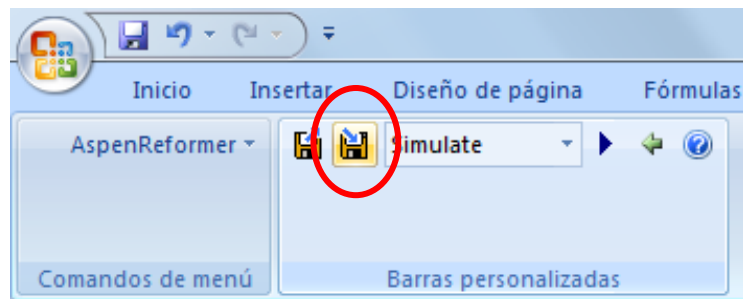 Inicio Insertar Diseño de página Fórmulas
AspenReformer Simulate
Comandos de menú Barras personalizadas